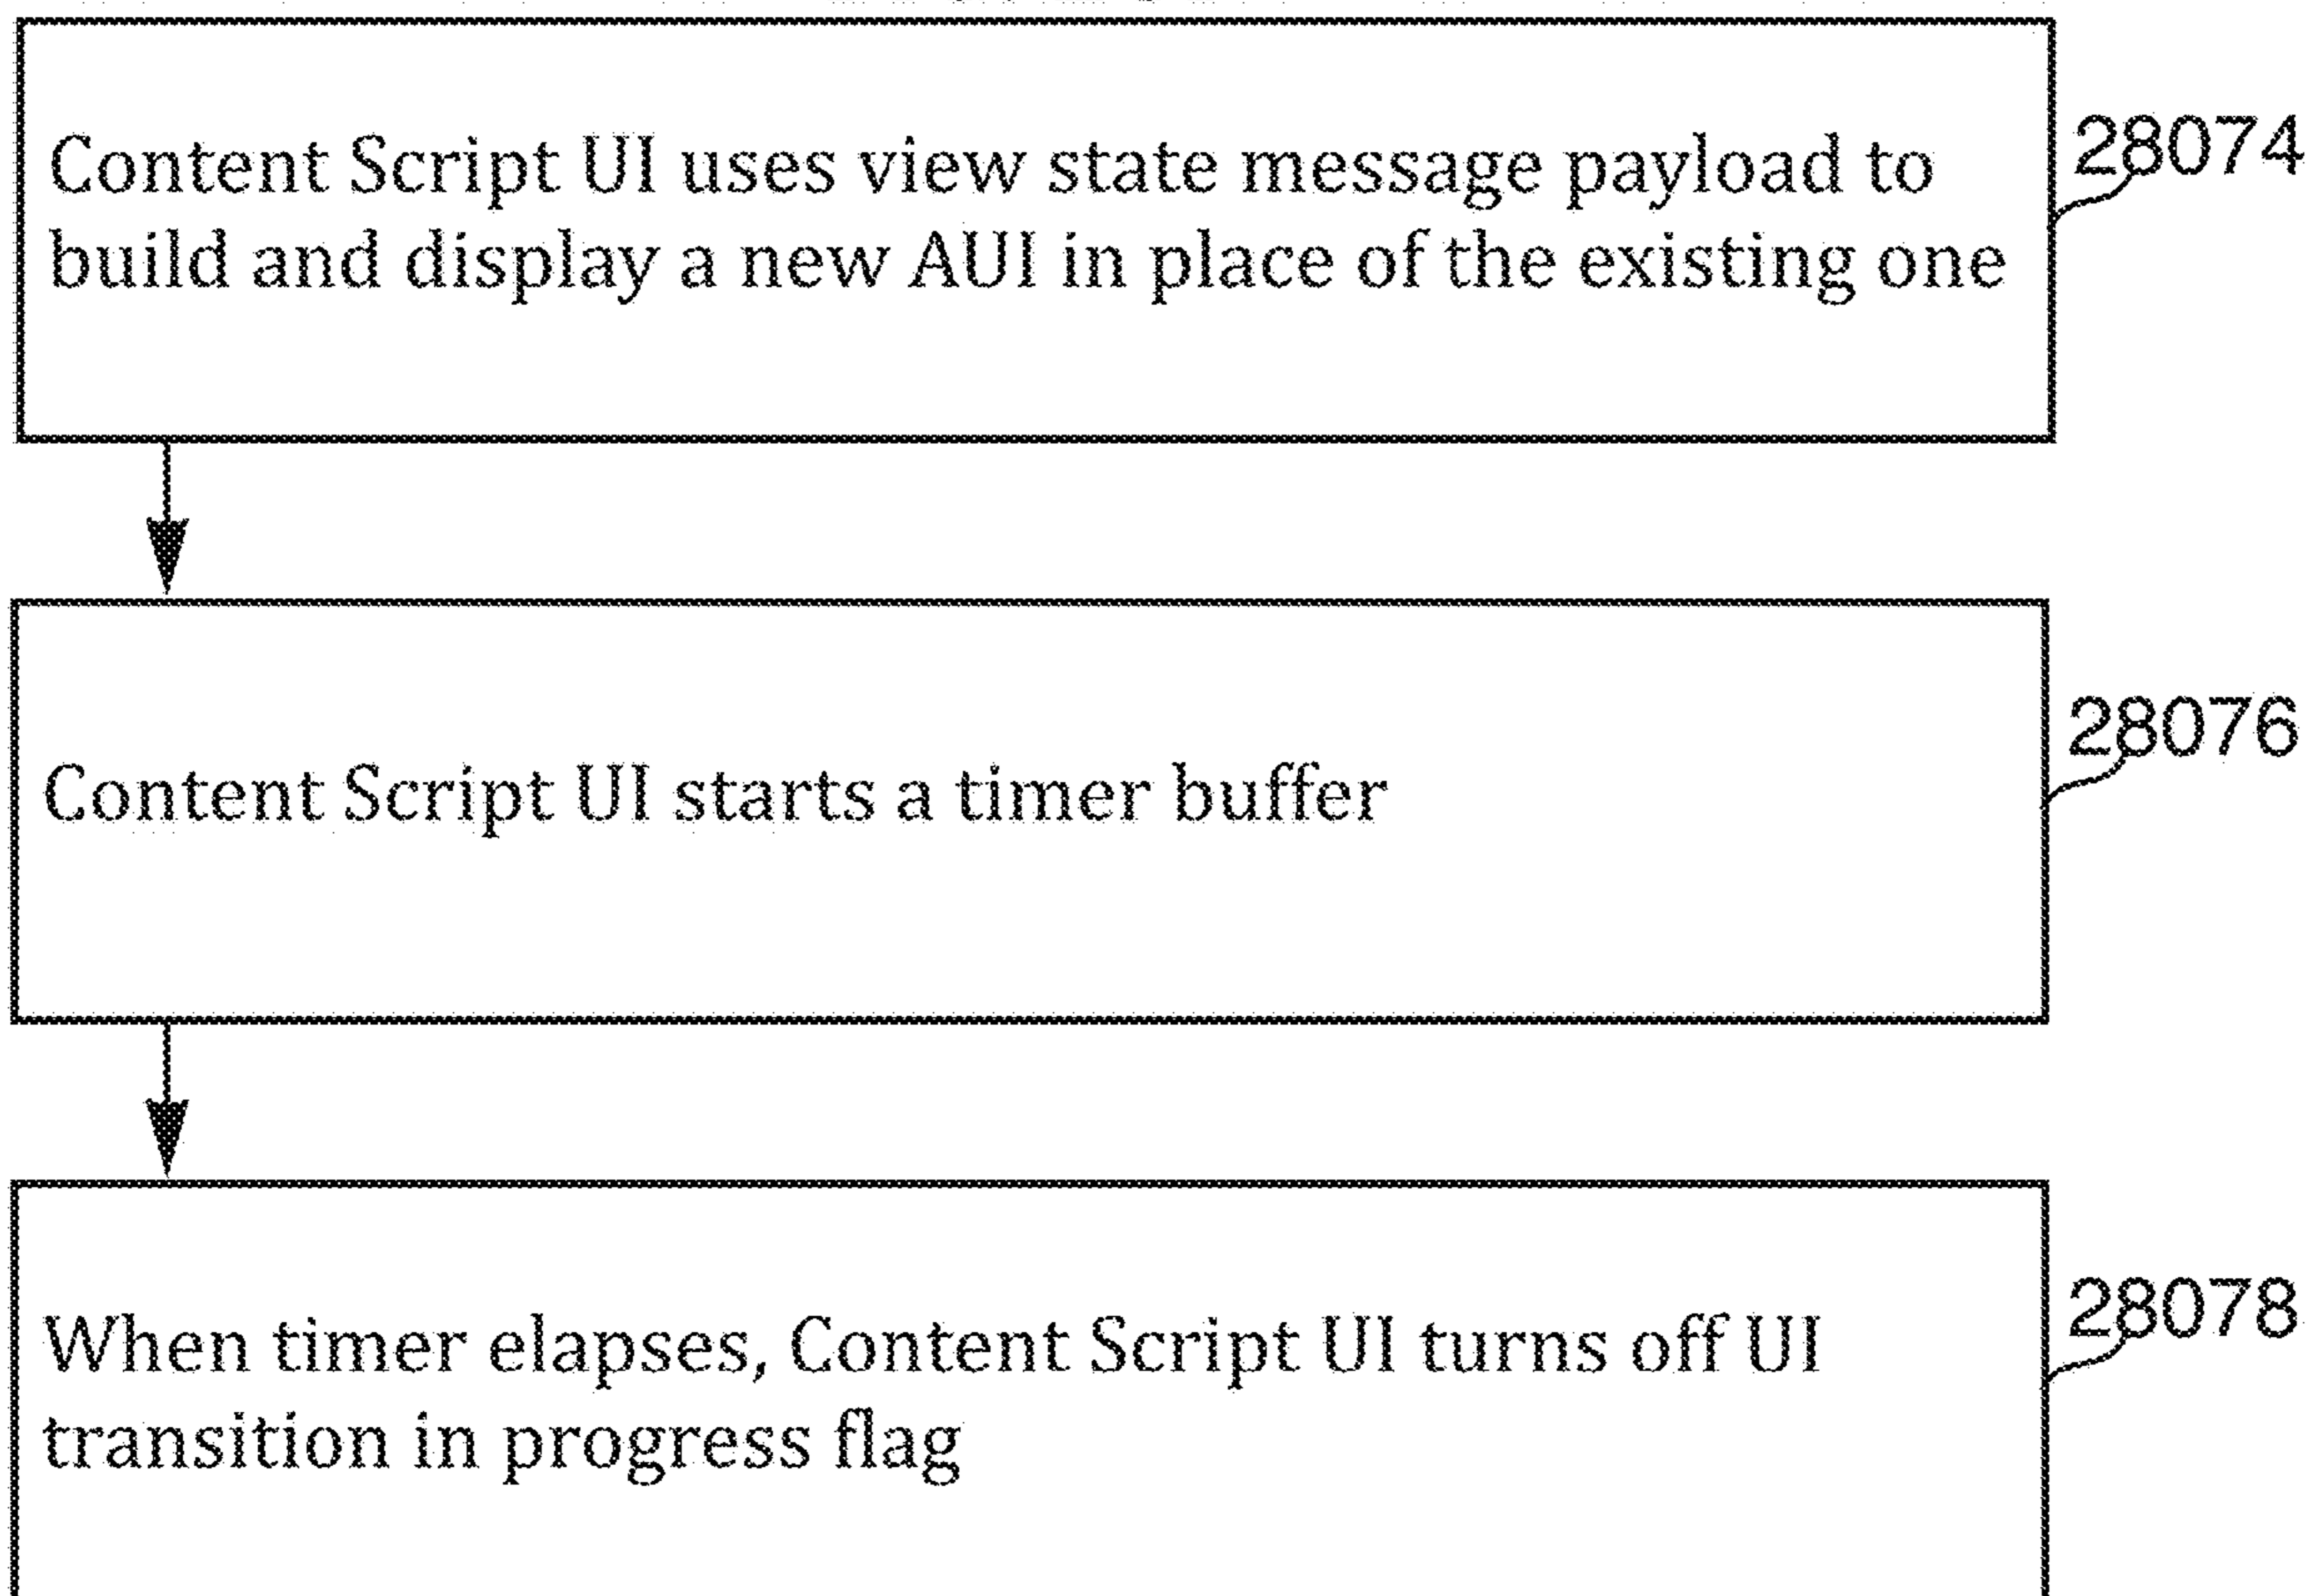 Content Script UI uses view state message payload to
build and display a new AUI in place of the existing one
28074
Content Script UI starts a timer buffer
28076
When timer elapses, Content Script UI turns off UI
transition in progress flag
28078